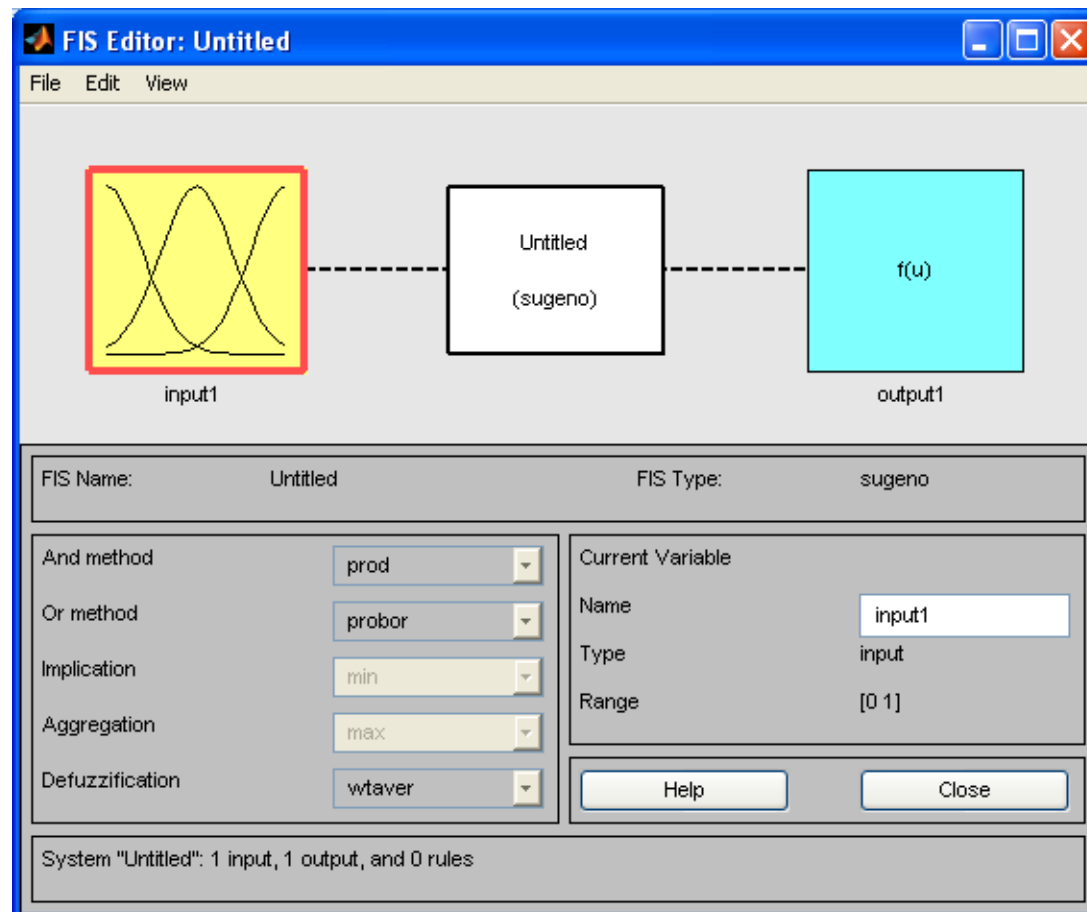 FIS Editor: Untitled
File Edit View
Untitled
(sugeno)
f(u)
input1
output1
FIS Name: Untitled FIS Type: sugeno
And method prod
Or method probor
Implication min
Aggregation max
Defuzzification wtaver
Current Variable
Name input1
Type input
Range [0 1]
Help Close
System "Untitled": 1 input, 1 output, and 0 rules